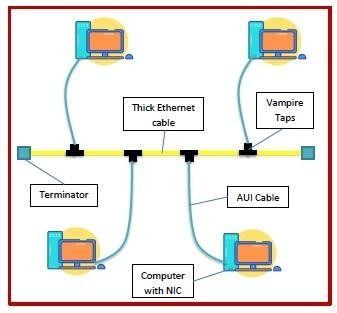 Thick Ethernet
cable
Vampire
Taps
Terminator
AUI Cable
Computer
with NIC